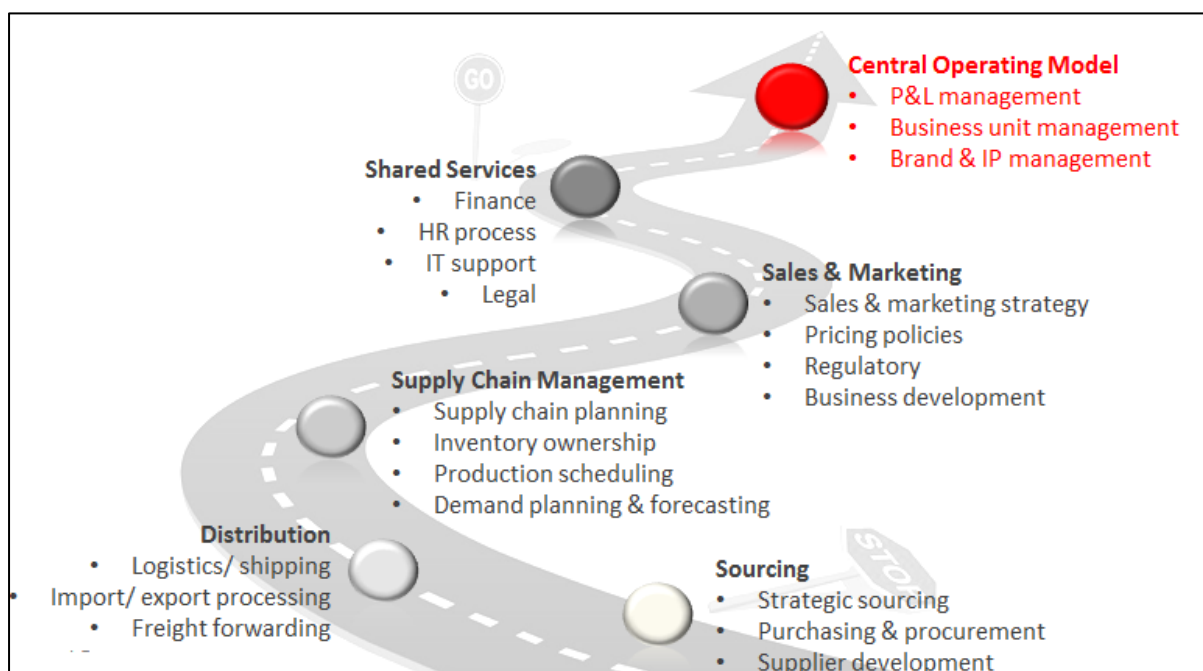 GO
Central Operating Model
• P&L management
• Business unit management
• Brand & IP management
Shared Services
• Finance
• HR process
• IT support
• Legal
Sales & Marketing
• Sales & marketing strategy
• Pricing policies
• Regulatory
• Business development
Supply Chain Management
• Supply chain planning
• Inventory ownership
• Production scheduling
• Demand planning & forecasting
Distribution
• Logistics/ shipping
• Import/ export processing
• Freight forwarding
STOP
Sourcing
• Strategic sourcing
• Purchasing & procurement
• Supplier development